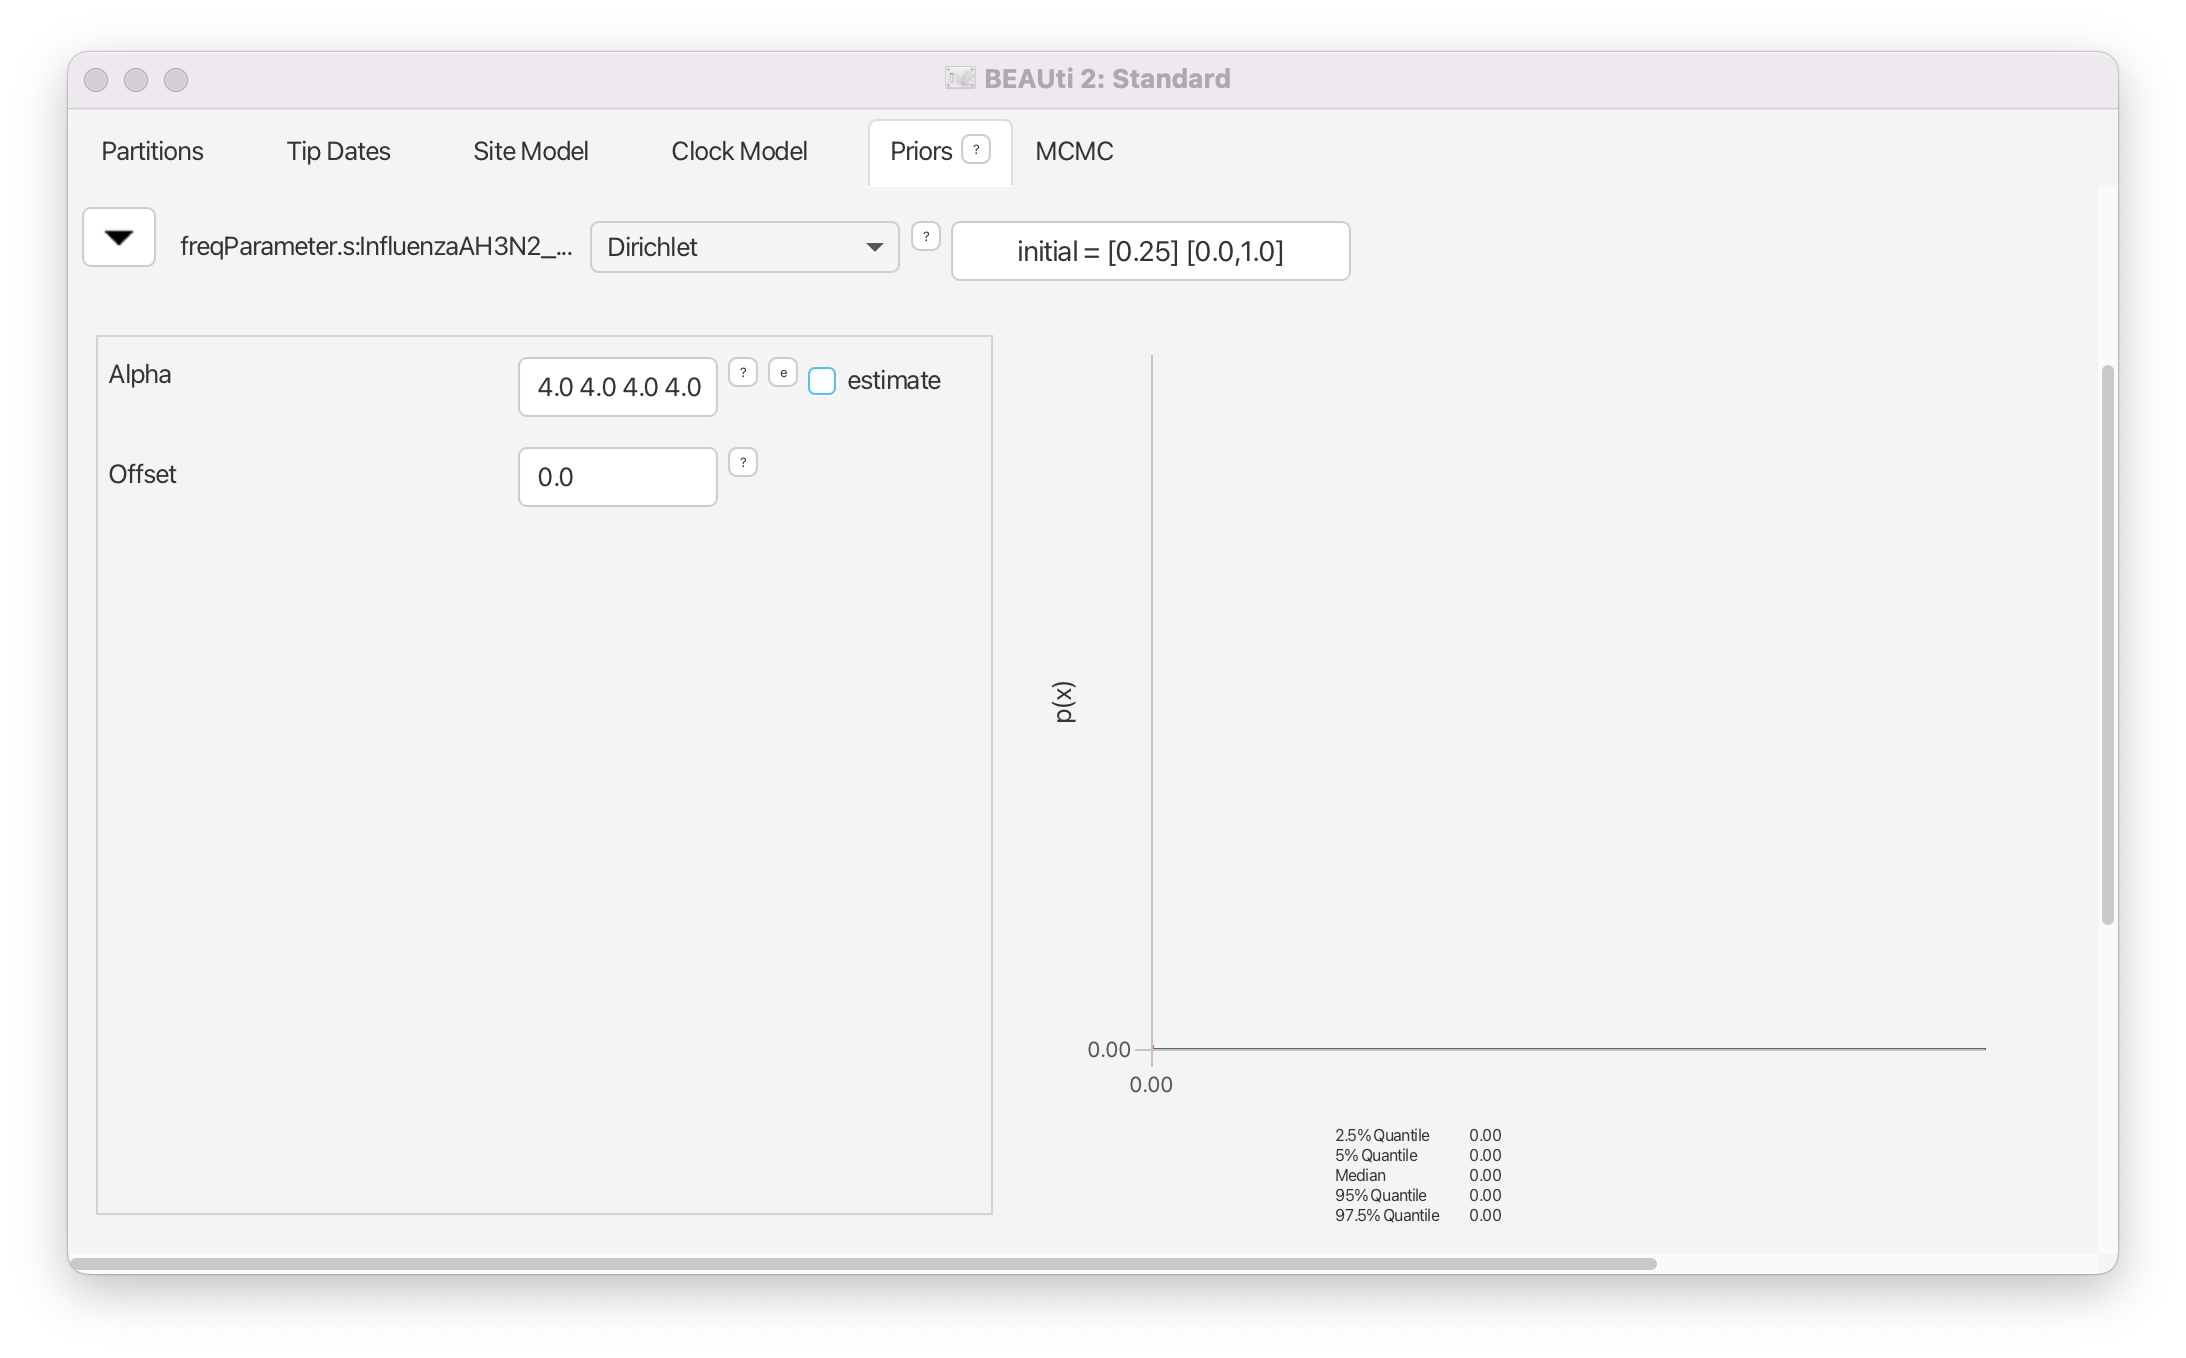 BEAUti 2: Standard
Partitions Tip Dates Site Model Clock Model Priors ? MCMC
freqParameter.s:InfluenzaAH3N2_... Dirichlet ? initial = [0.25] [0.0,1.0]
Alpha 4.0 4.0 4.0 4.0 ? e estimate
Offset 0.0 ?
p(x)
0.00
0.00
2.5% Quantile 0.00
5% Quantile 0.00
Median 0.00
95% Quantile 0.00
97.5% Quantile 0.00